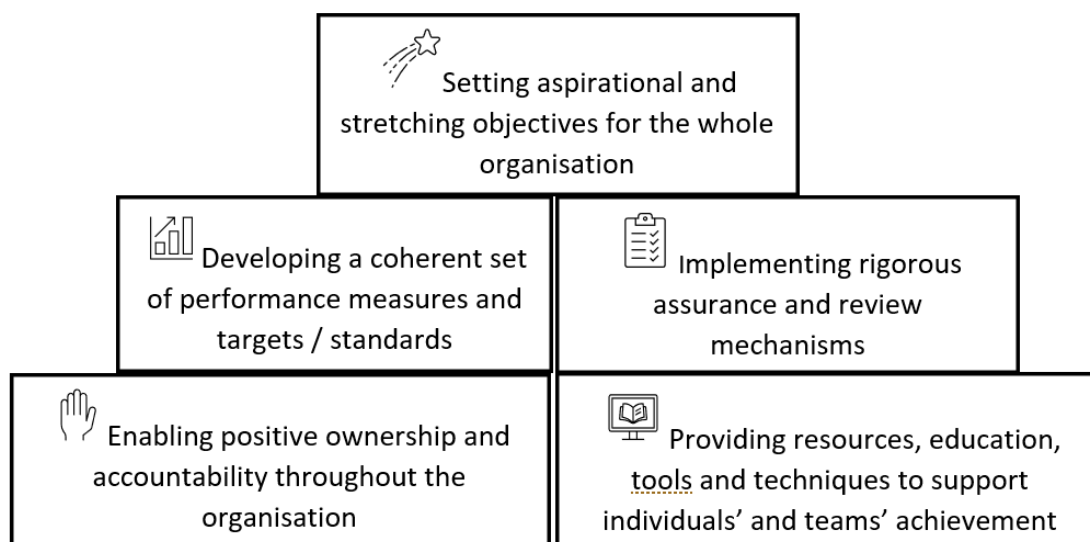 Setting aspirational and
stretching objectives for the whole
organisation
Developing a coherent set
of performance measures and
targets / standards
Implementing rigorous
assurance and review
mechanisms
Enabling positive ownership and
accountability throughout the
organisation
Providing resources, education,
tools and techniques to support
individuals’ and teams’ achievement